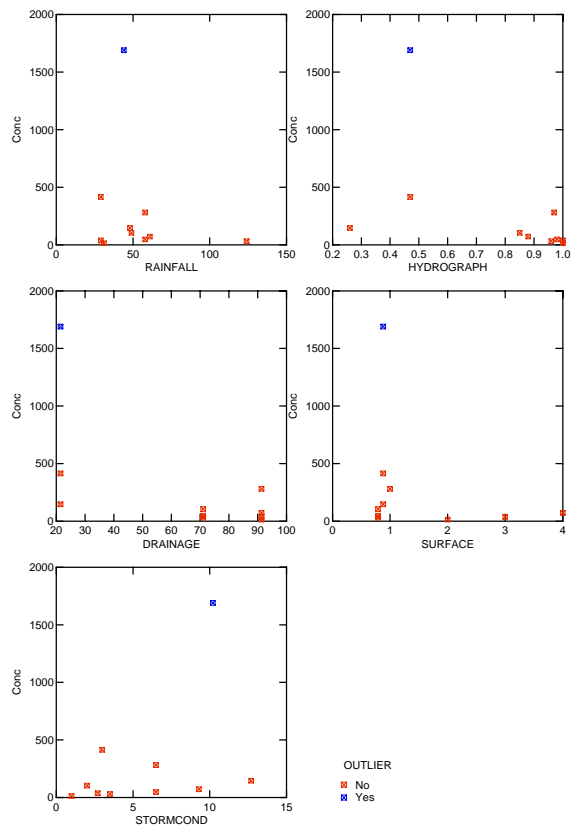 2000
1500
1000
500
0
Conc
0 50 100 150
RAINFALL
2000
1500
1000
500
0
Conc
0.2 0.3 0.4 0.5 0.6 0.7 0.8 0.9 1.0
HYDROGRAPH
2000
1500
1000
500
0
Conc
20 30 40 50 60 70 80 90 100
DRAINAGE
2000
1500
1000
500
0
Conc
0 1 2 3 4
SURFACE
2000
1500
1000
500
0
Conc
0 5 10 15
STORMCOND
OUTLIER
No
Yes